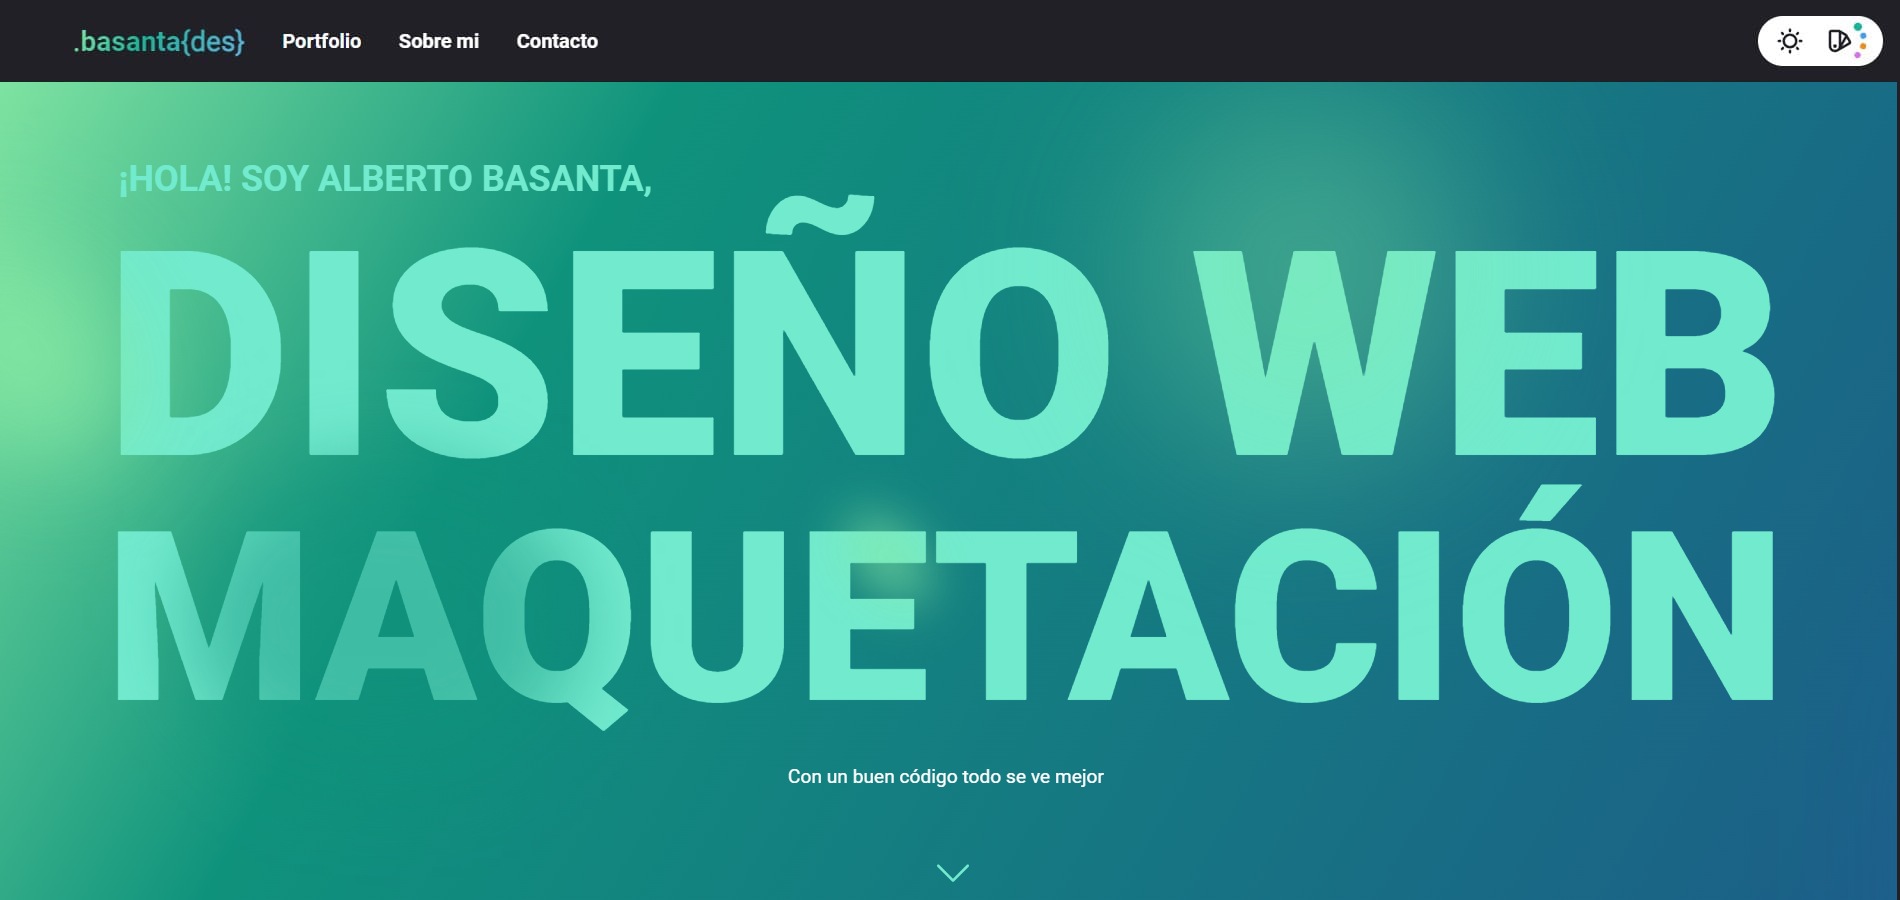 .basanta{des} Portfolio Sobre mi Contacto
¡HOLA! SOY ALBERTO BASANTA,
DISEÑO WEB
MAQUETACIÓN
Con un buen código todo se ve mejor